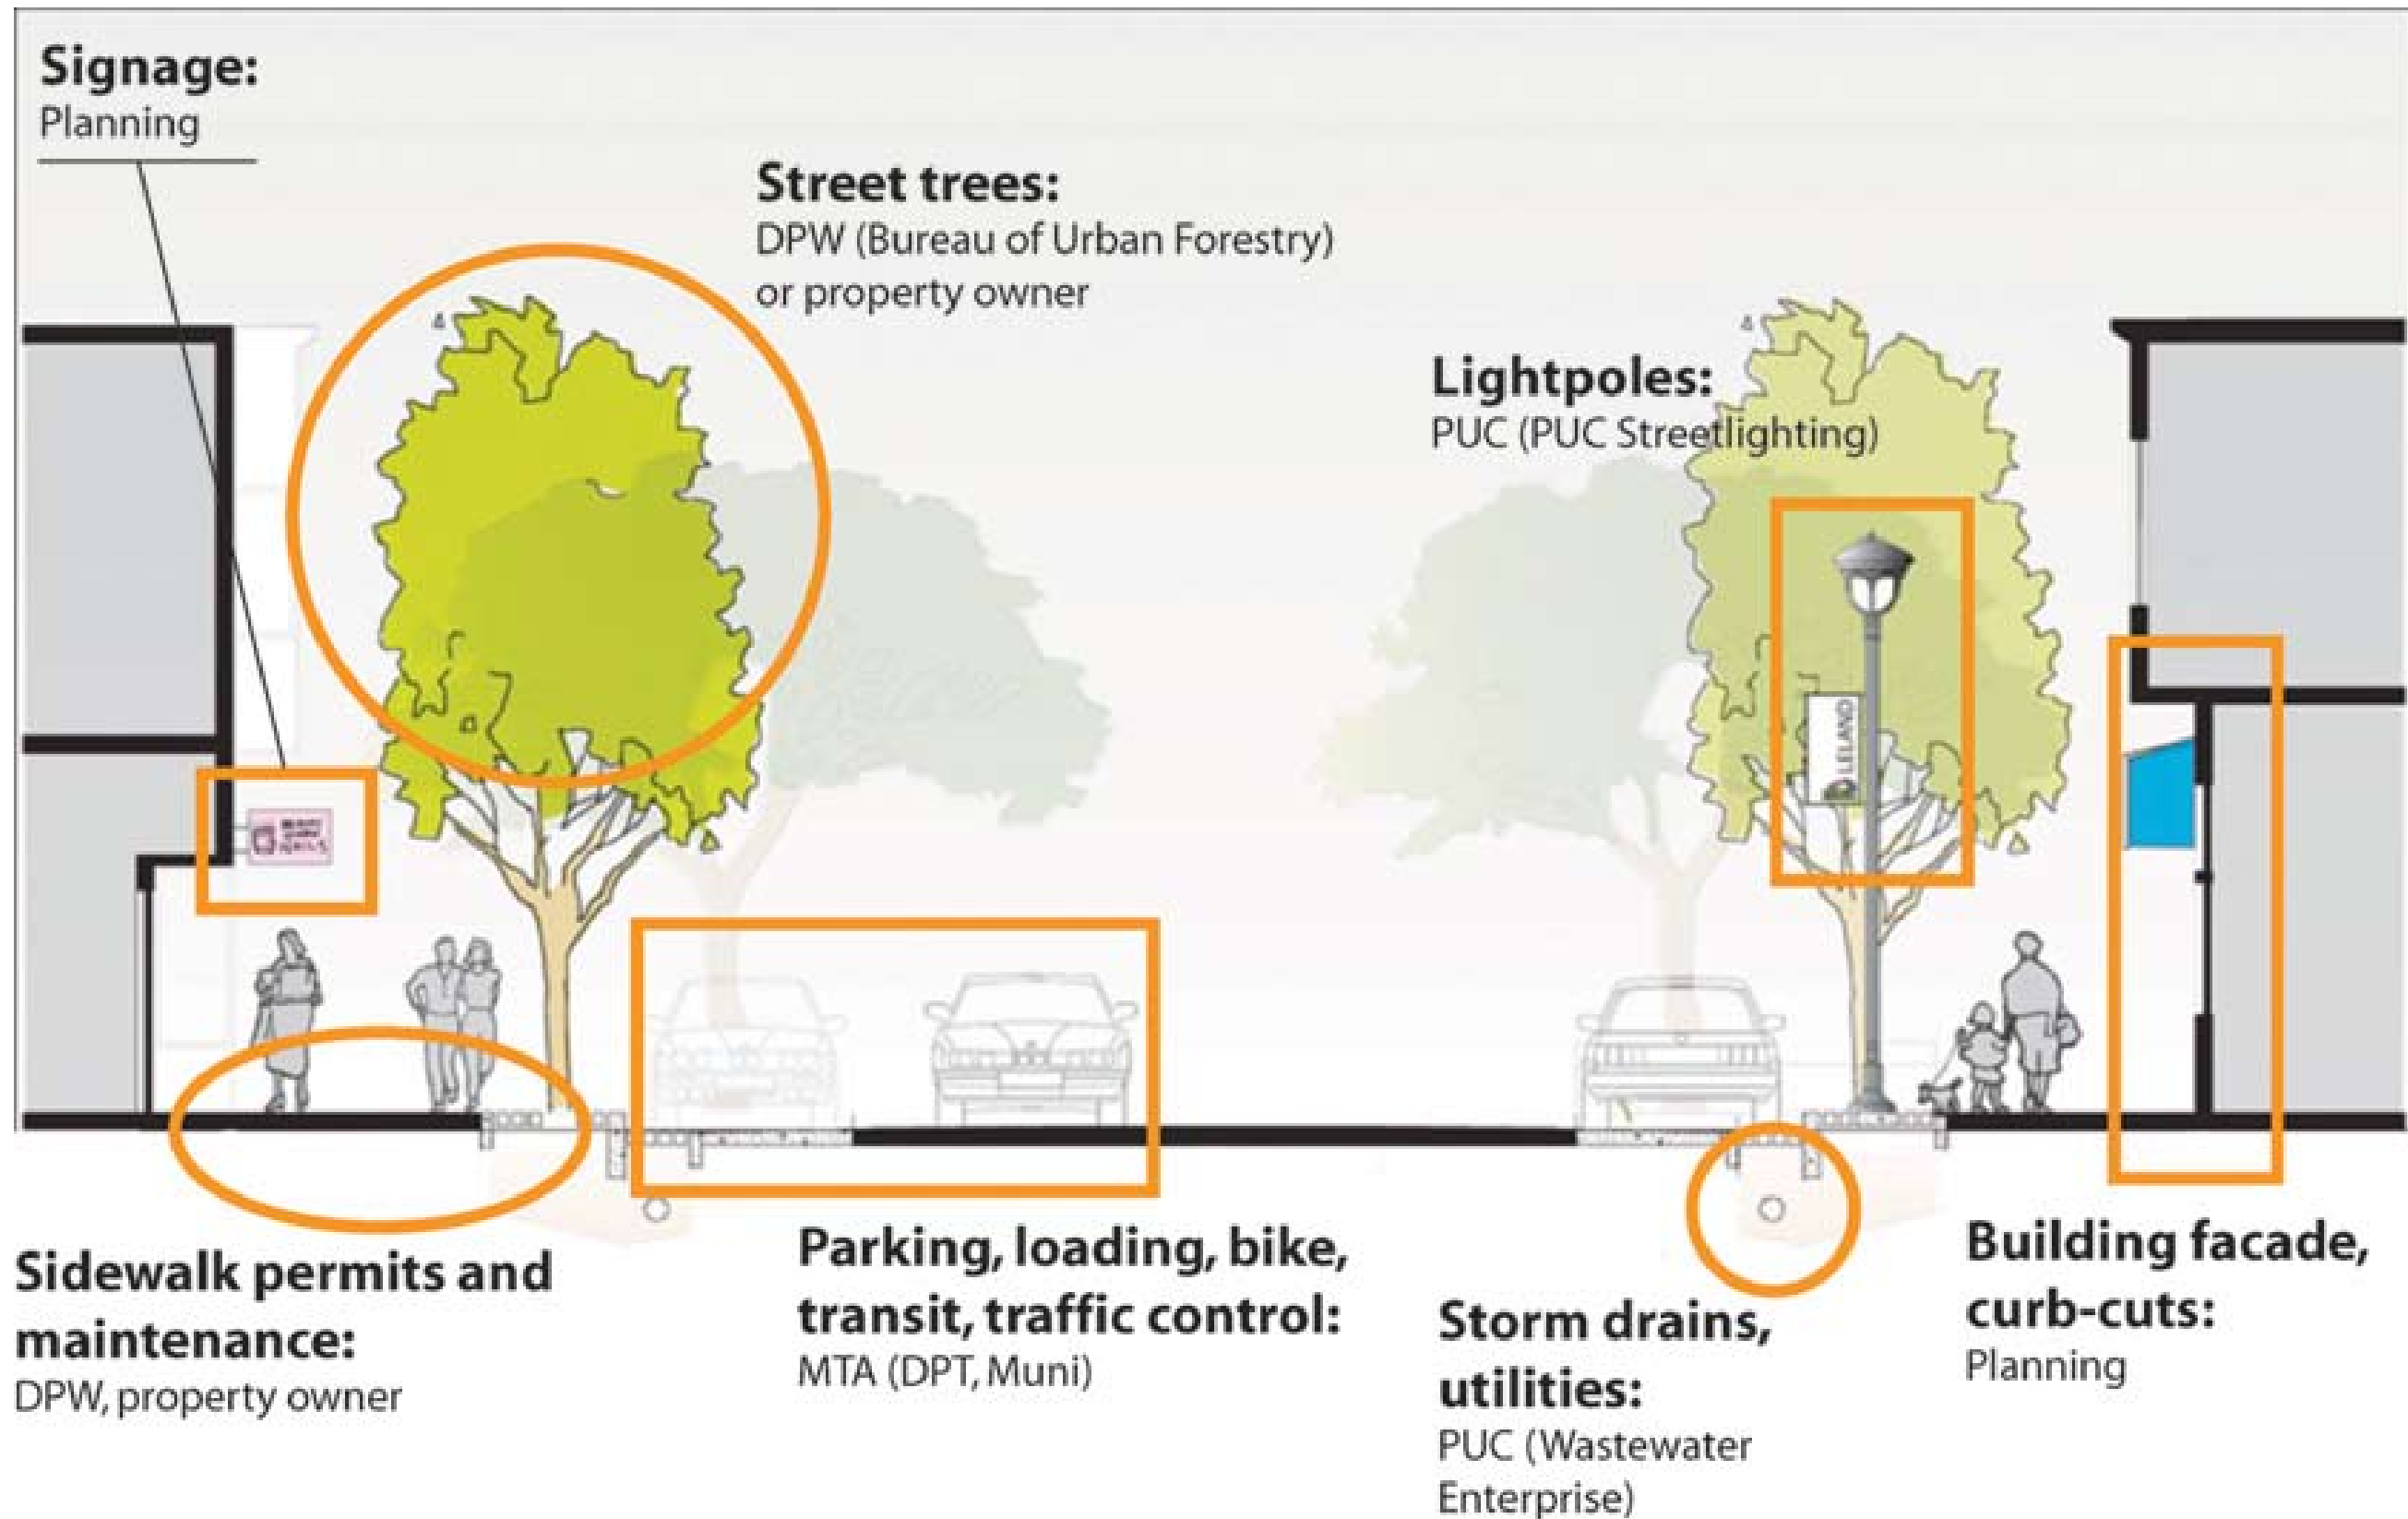 Signage:
Planning
Street trees:
DPW (Bureau of Urban Forestry)
or property owner
Lightpoles:
PUC (PUC Streetlighting)
LELAND
Sidewalk permits and
maintenance:
DPW, property owner
Parking, loading, bike,
transit, traffic control:
MTA (DPT, Muni)
Storm drains,
utilities:
PUC (Wastewater
Enterprise)
Building facade,
curb-cuts:
Planning